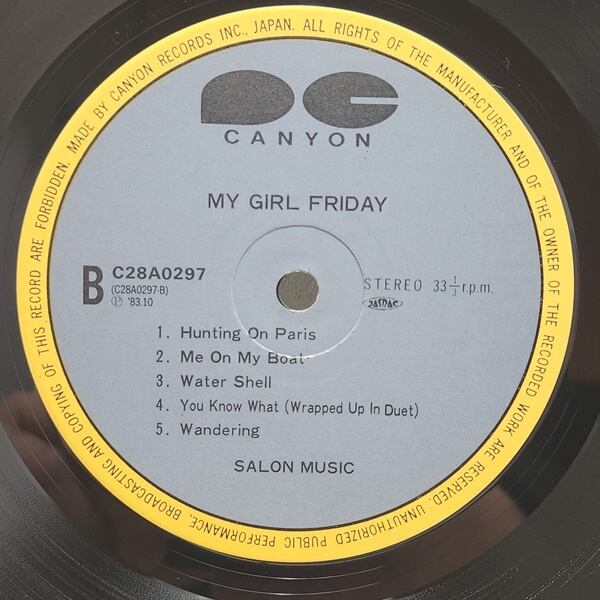 MADE BY CANYON RECORDS INC., JAPAN. ALL RIGHTS OF THE MANUFACTURER AND OF THE OWNER OF THE RECORDED WORK ARE RESERVED. UNAUTHORIZED PUBLIC PERFORMANCE, BROADCASTING AND COPYING OF THIS RECORD ARE FORBIDDEN.
CANYON
MY GIRL FRIDAY
B C28A0297
(C28A0297-B)
Ⓟ '83.10
STEREO 33⅓ r.p.m.
JASRAC
1. Hunting On Paris
2. Me On My Boat
3. Water Shell
4. You Know What (Wrapped Up In Duet)
5. Wandering
SALON MUSIC